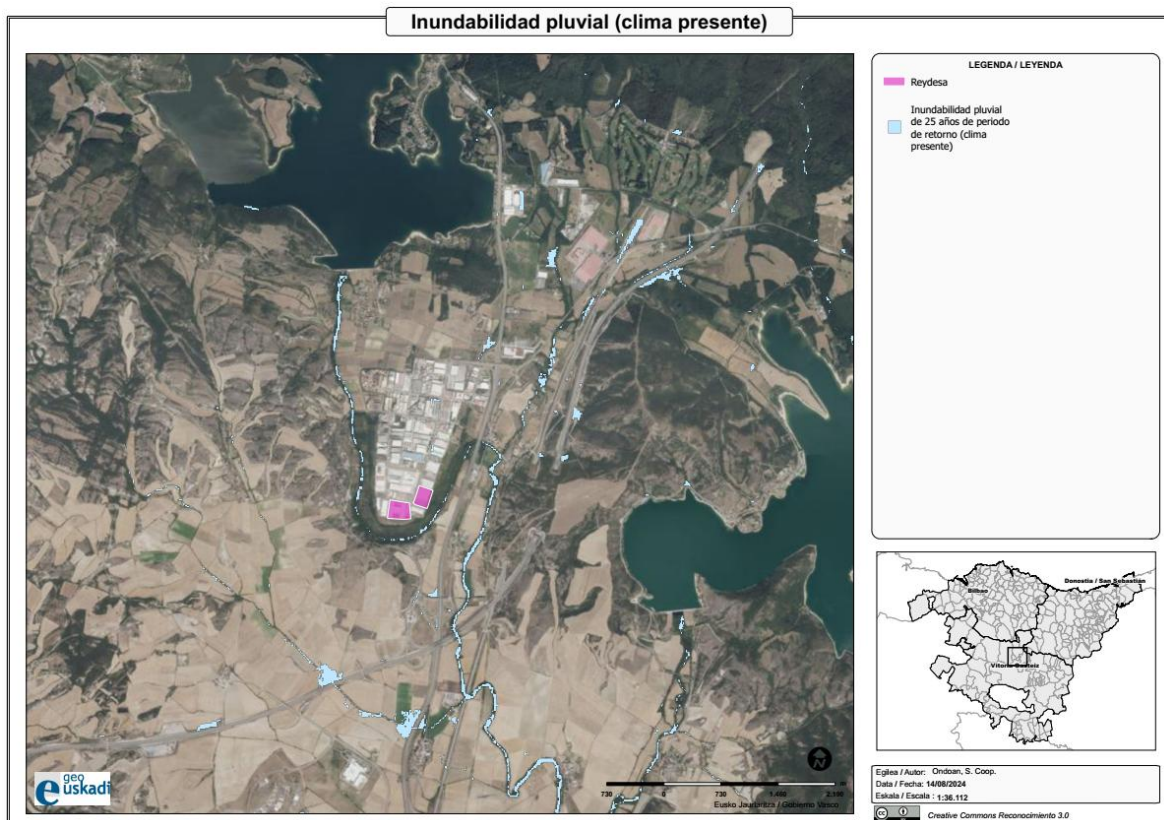 Inundabilidad pluvial (clima presente)
LEGENDA / LEYENDA
Reydesa
Inundabilidad pluvial
de 25 años de periodo
de retorno (clima
presente)
Donostia / San Sebastián
Bilbao
Vitoria-Gasteiz
N
geo
euskadi
730 0 730 1.460 2.190
Eusko Jaurlaritza / Gobierno Vasco
Egilea / Autor: Ondoan, S. Coop.
Data / Fecha: 14/08/2024
Eskala / Escala : 1:36.112
Creative Commons Reconocimiento 3.0